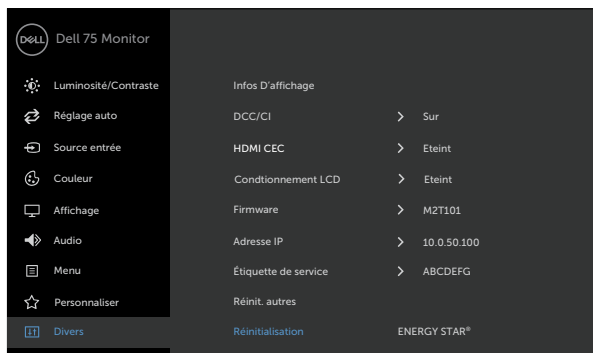 DELL Dell 75 Monitor
Luminosité/Contraste Infos D'affichage
Réglage auto DCC/CI Sur
Source entrée HDMI CEC Eteint
Couleur Condtionnement LCD Eteint
Affichage Firmware M2T101
Audio Adresse IP 10.0.50.100
Menu Étiquette de service ABCDEFG
Personnaliser Réinit. autres
Divers Réinitialisation ENERGY STAR®